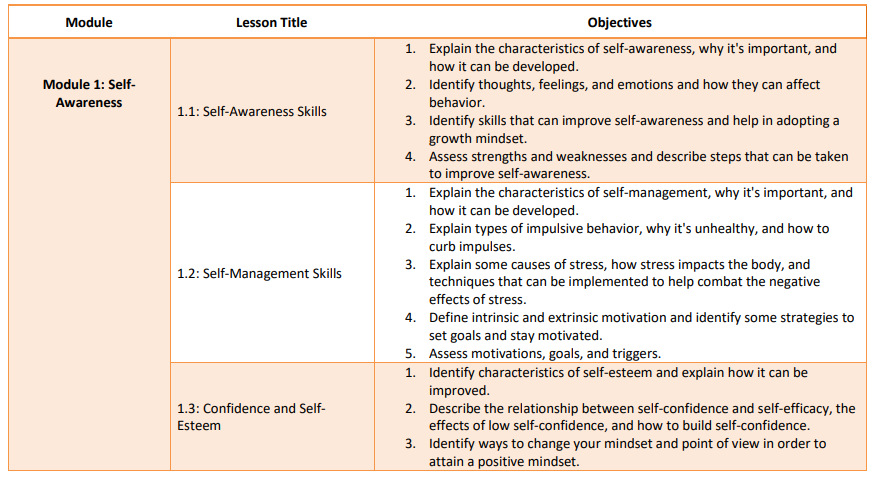 Module Lesson Title Objectives
Module 1: Self-
Awareness
1.1: Self-Awareness Skills
1. Explain the characteristics of self-awareness, why it's important, and
how it can be developed.
2. Identify thoughts, feelings, and emotions and how they can affect
behavior.
3. Identify skills that can improve self-awareness and help in adopting a
growth mindset.
4. Assess strengths and weaknesses and describe steps that can be taken
to improve self-awareness.
1.2: Self-Management Skills
1. Explain the characteristics of self-management, why it's important, and
how it can be developed.
2. Explain types of impulsive behavior, why it's unhealthy, and how to
curb impulses.
3. Explain some causes of stress, how stress impacts the body, and
techniques that can be implemented to help combat the negative
effects of stress.
4. Define intrinsic and extrinsic motivation and identify some strategies to
set goals and stay motivated.
5. Assess motivations, goals, and triggers.
1.3: Confidence and Self-
Esteem
1. Identify characteristics of self-esteem and explain how it can be
improved.
2. Describe the relationship between self-confidence and self-efficacy, the
effects of low self-confidence, and how to build self-confidence.
3. Identify ways to change your mindset and point of view in order to
attain a positive mindset.